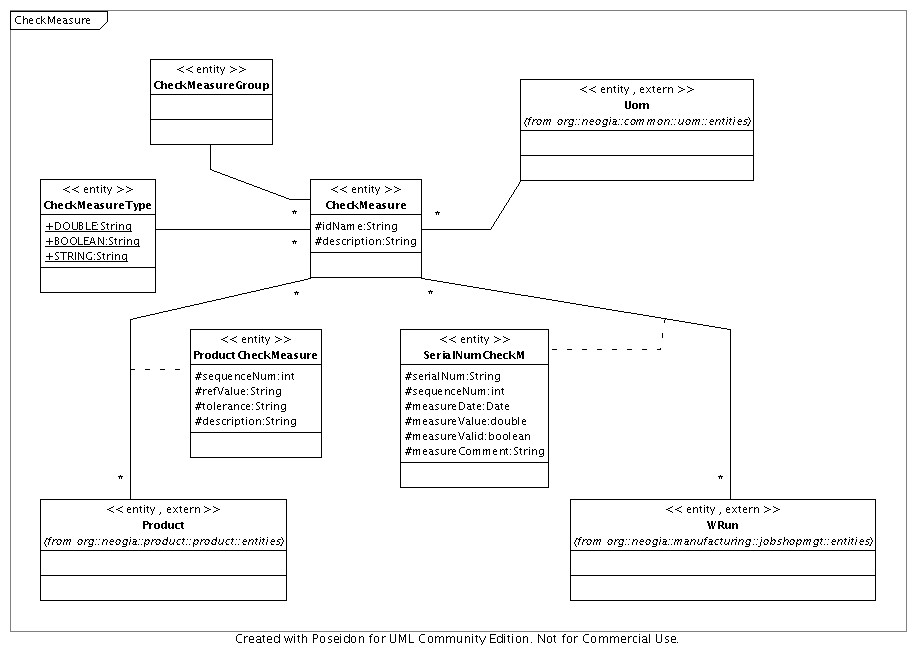 CheckMeasure
<< entity >>
CheckMeasureGroup
<< entity , extern >>
Uom
(from org::neogia::common::uom::entities)
<< entity >>
CheckMeasureType
+DOUBLE:String
+BOOLEAN:String
+STRING:String
<< entity >>
CheckMeasure
#idName:String
#description:String
*
*
*
*
*
<< entity >>
ProductCheckMeasure
#sequenceNum:int
#refValue:String
#tolerance:String
#description:String
<< entity >>
SerialNumCheckM
#serialNum:String
#sequenceNum:int
#measureDate:Date
#measureValue:double
#measureValid:boolean
#measureComment:String
*
*
<< entity , extern >>
Product
(from org::neogia::product::product::entities)
<< entity , extern >>
WRun
(from org::neogia::manufacturing::jobshopmgt::entities)
Created with Poseidon for UML Community Edition. Not for Commercial Use.